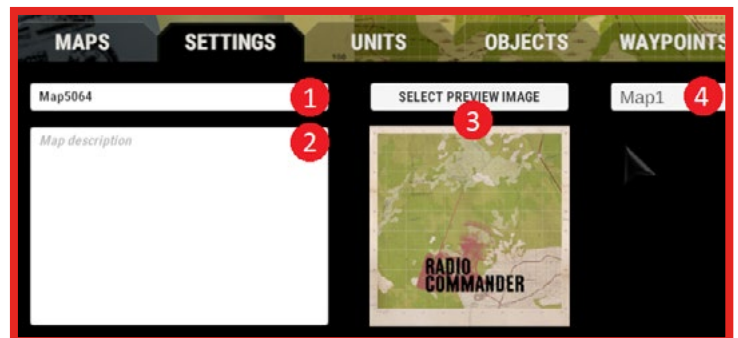 MAPS
SETTINGS
UNITS
OBJECTS
WAYPOINTS
Map5064
1
SELECT PREVIEW IMAGE
3
Map1
4
Map description
2
RADIO
COMMANDER